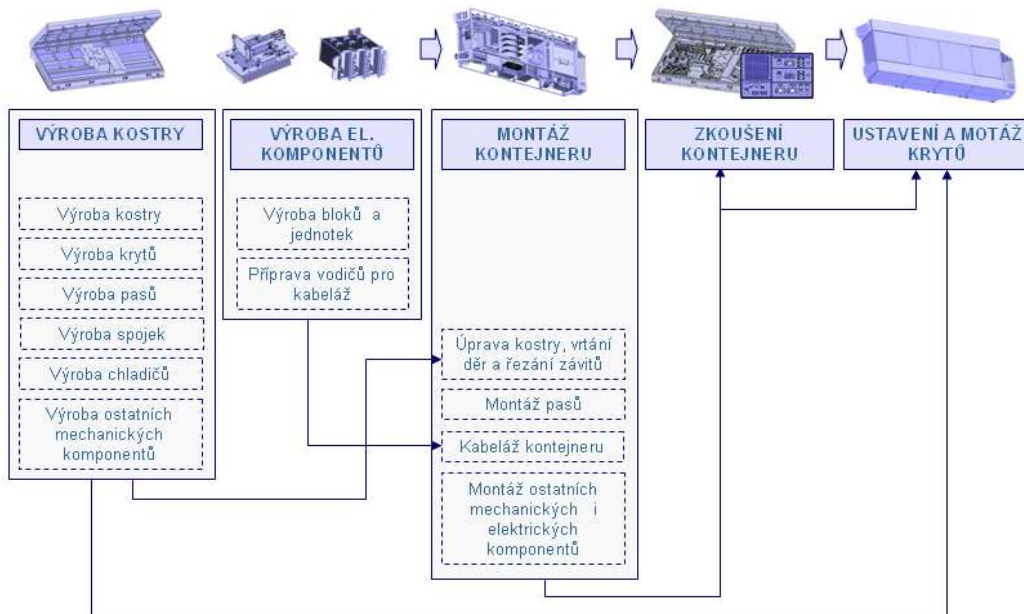 VÝROBA KOSTRY
Výroba kostry
Výroba krytů
Výroba pasů
Výroba spojek
Výroba chladičů
Výroba ostatních
mechanických
komponentů
VÝROBA EL.
KOMPONENTŮ
Výroba bloků a
jednotek
Příprava vodičů pro
kabeláž
MONTÁŽ
KONTEJNERU
Úprava kostry, vrtání
děr a řezání závitů
Montáž pasů
Kabeláž kontejneru
Montáž ostatních
mechanických i
elektrických
komponentů
ZKOUŠENÍ
KONTEJNERU
USTAVENÍ A MOTÁŽ
KRYTŮ